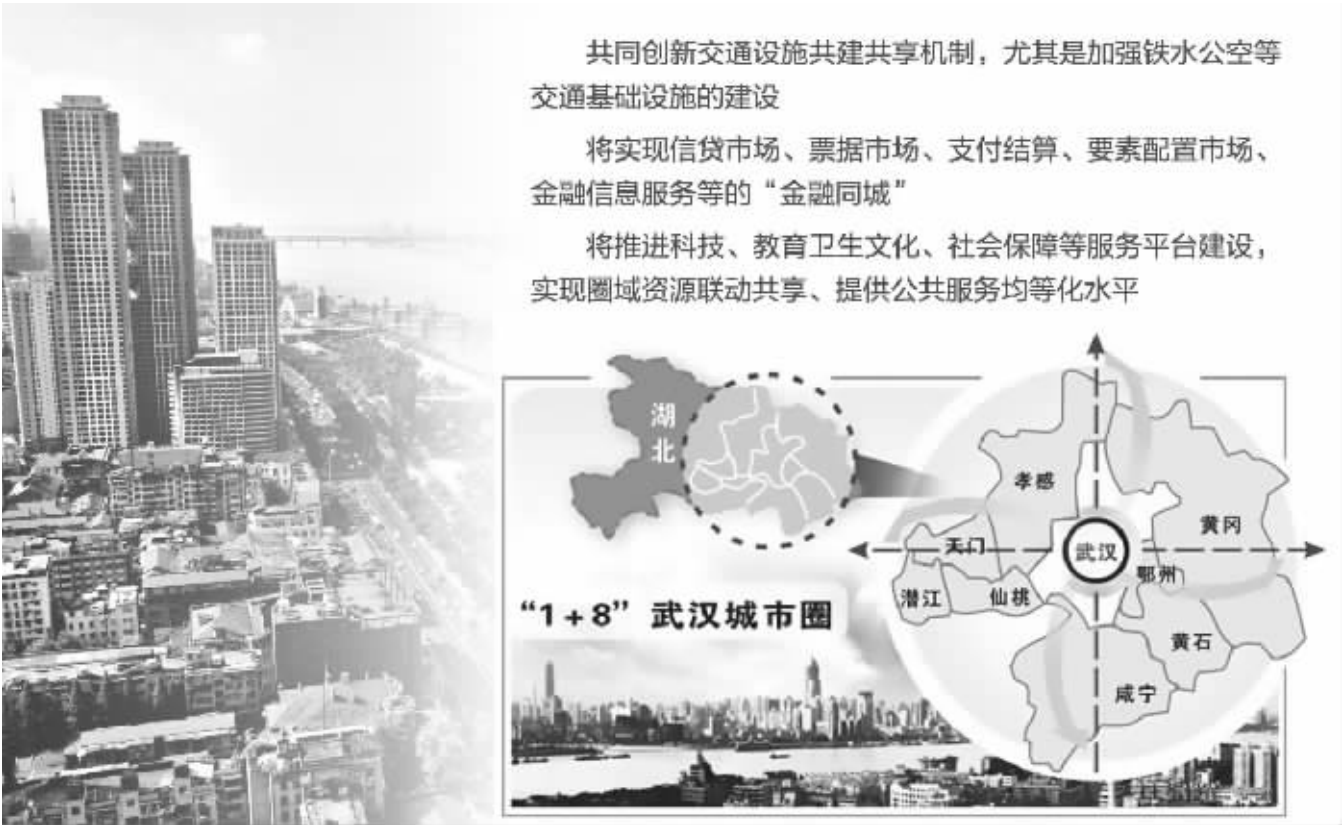 共同创新交通设施共建共享机制，尤其是加强铁水公空等
交通基础设施的建设
将实现信贷市场、票据市场、支付结算、要素配置市场、
金融信息服务等的“金融同城”
将推进科技、教育卫生文化、社会保障等服务平台建设，
实现圈域资源联动共享、提供公共服务均等化水平
湖北
孝感
黄冈
天门
武汉
鄂州
潜江
仙桃
“1+8”武汉城市圈
黄石
咸宁